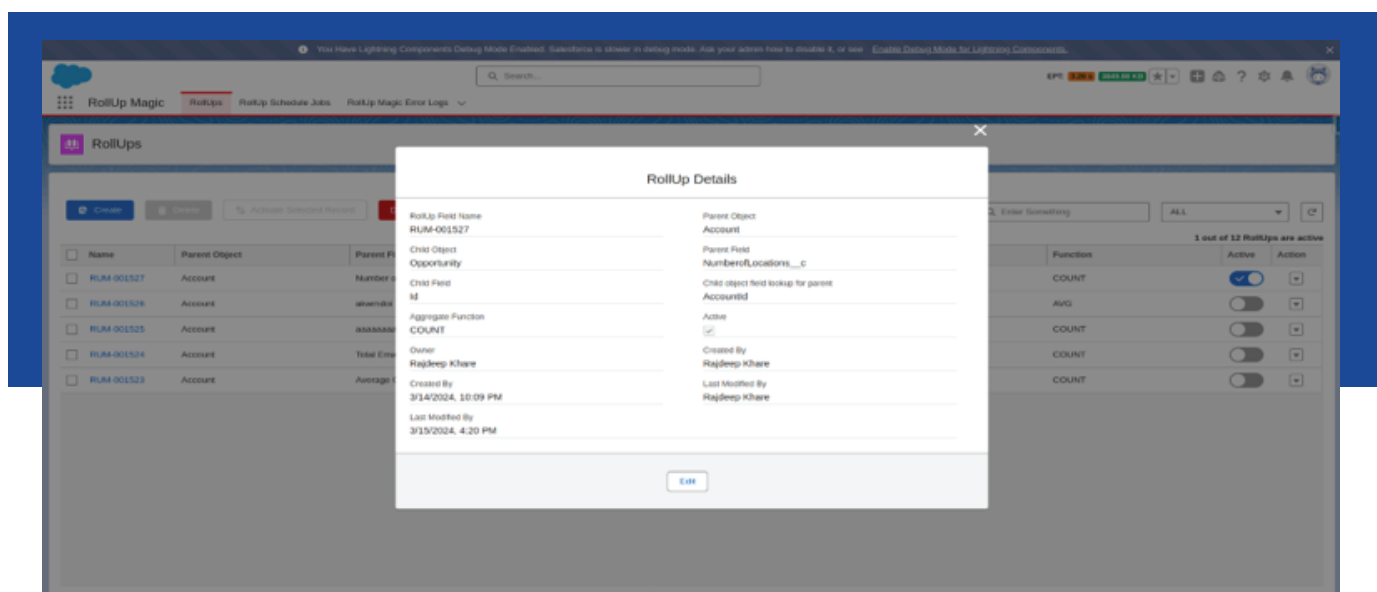 You Have Lightning Components Debug Mode Enabled. Salesforce is slower in debug mode. Ask your admin how to disable it, or see Enable Debug Mode for Lightning Components.
Search...
EPT:
RollUp Magic RollUps RollUp Schedule Jobs RollUp Magic Error Logs
RollUps
RollUp Details
Create Delete Activate Selected Record Enter Something ALL
1 out of 12 RollUps are active
Name Parent Object Parent Function Active Action
RUM-001527 Account Number COUNT
RUM-001526 Account AVG
RUM-001525 Account COUNT
RUM-001524 Account Total COUNT
RUM-001523 Account Average COUNT
RollUp Field Name Parent Object
RUM-001527 Account
Child Object Parent Field
Opportunity NumberofLocations__c
Child Field Child object field lookup for parent
Id AccountId
Aggregate Function Active
COUNT
Owner Created By
Rajdeep Khare Rajdeep Khare
Created By Last Modified By
3/14/2024, 10:09 PM Rajdeep Khare
Last Modified By
3/15/2024, 4:20 PM
Edit